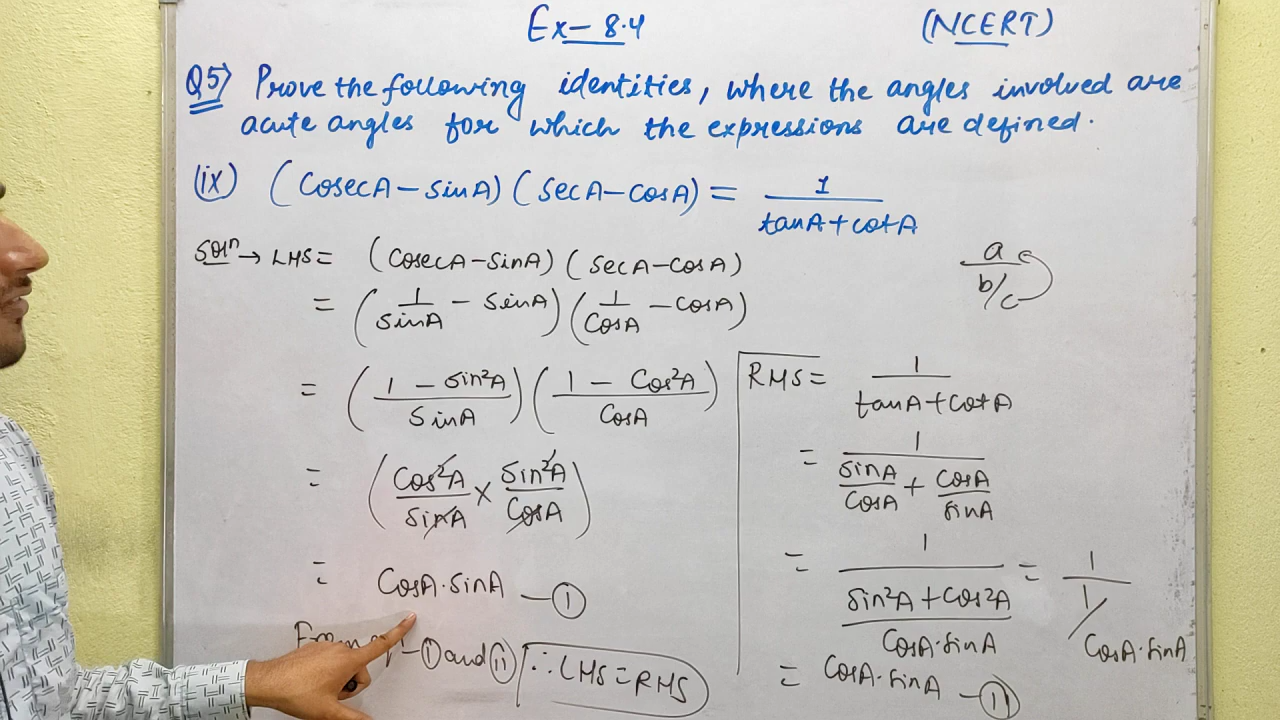 Ex-8.4 (NCERT)
Q5) Prove the following identities, where the angles involved are
acute angles for which the expressions are defined.
(ix) (CosecA - SinA) (SecA - CosA) = 1/(tanA + cotA)
Soln → LHS = (CosecA - SinA) (SecA - CosA)
= (1/SinA - SinA) (1/CosA - CosA)
= ((1 - Sin²A)/SinA) ((1 - Cos²A)/CosA)
= (Cos²A/SinA × Sin²A/CosA)
= CosA·SinA — (I)
(I) and (II) ∴ LHS = RHS
a/(b/c)
RHS = 1/(tanA + CotA)
= 1/(SinA/CosA + CosA/SinA)
= 1/((Sin²A + Cos²A)/(CosA·SinA)) = 1/(1/CosA·SinA)
= CosA·SinA — (II)